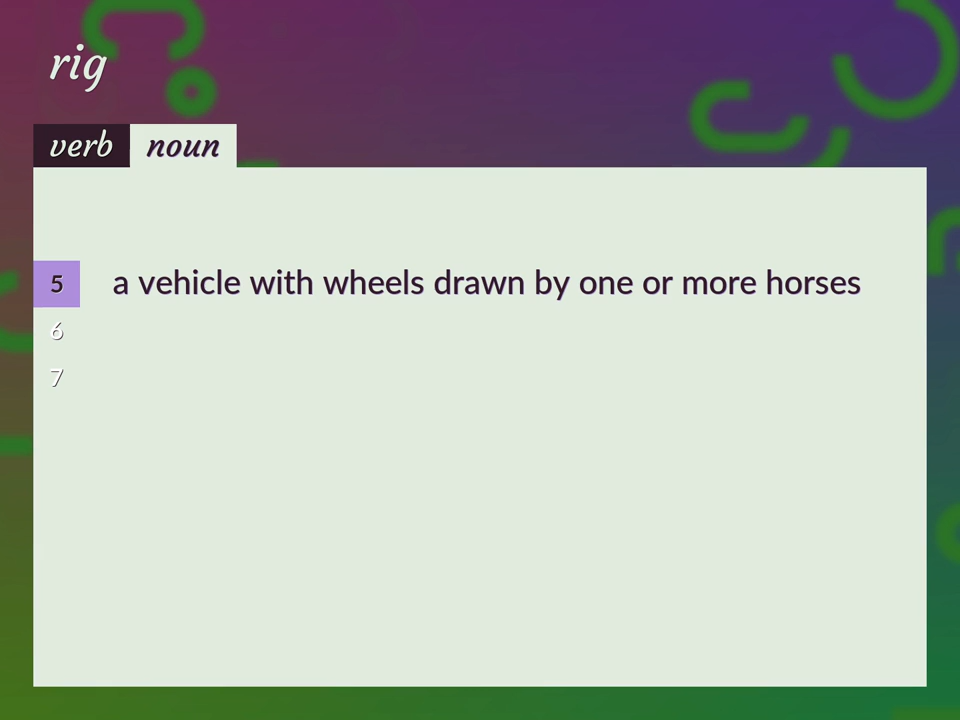 rig
verb noun
5 a vehicle with wheels drawn by one or more horses
6
7